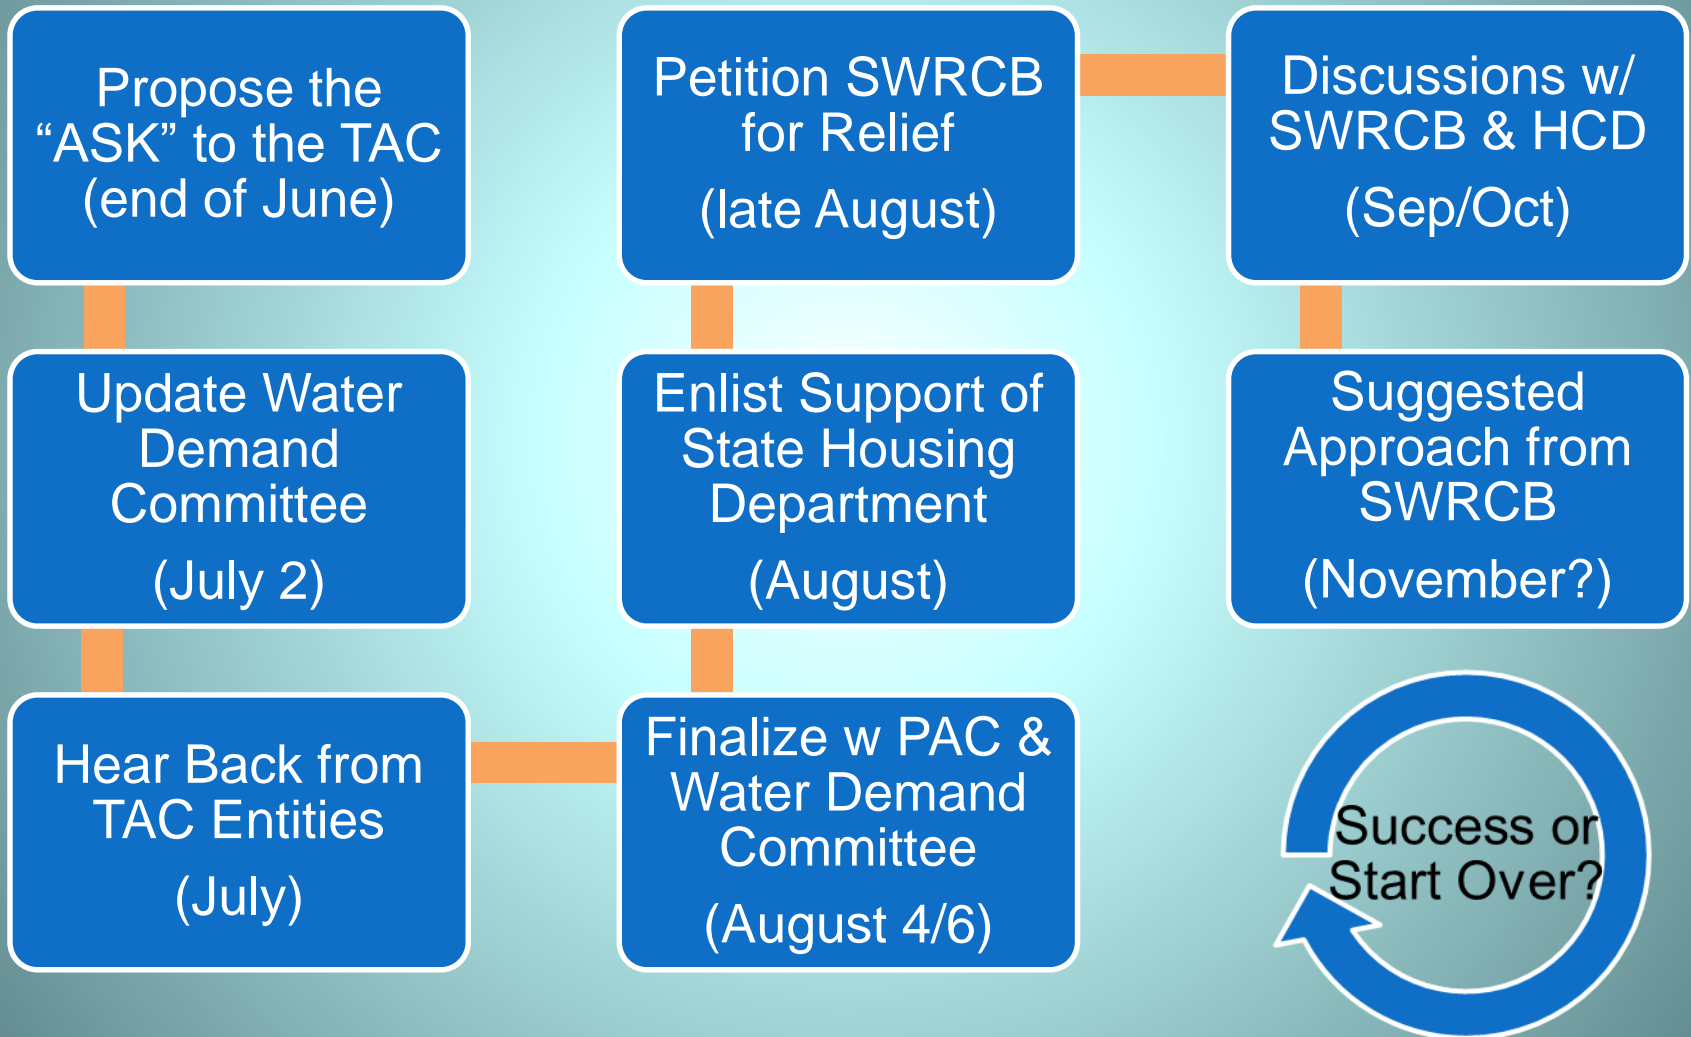 Propose the
“ASK” to the TAC
(end of June)
Update Water
Demand
Committee
(July 2)
Hear Back from
TAC Entities
(July)
Finalize w PAC &
Water Demand
Committee
(August 4/6)
Enlist Support of
State Housing
Department
(August)
Petition SWRCB
for Relief
(late August)
Discussions w/
SWRCB & HCD
(Sep/Oct)
Suggested
Approach from
SWRCB
(November?)
Success or
Start Over?